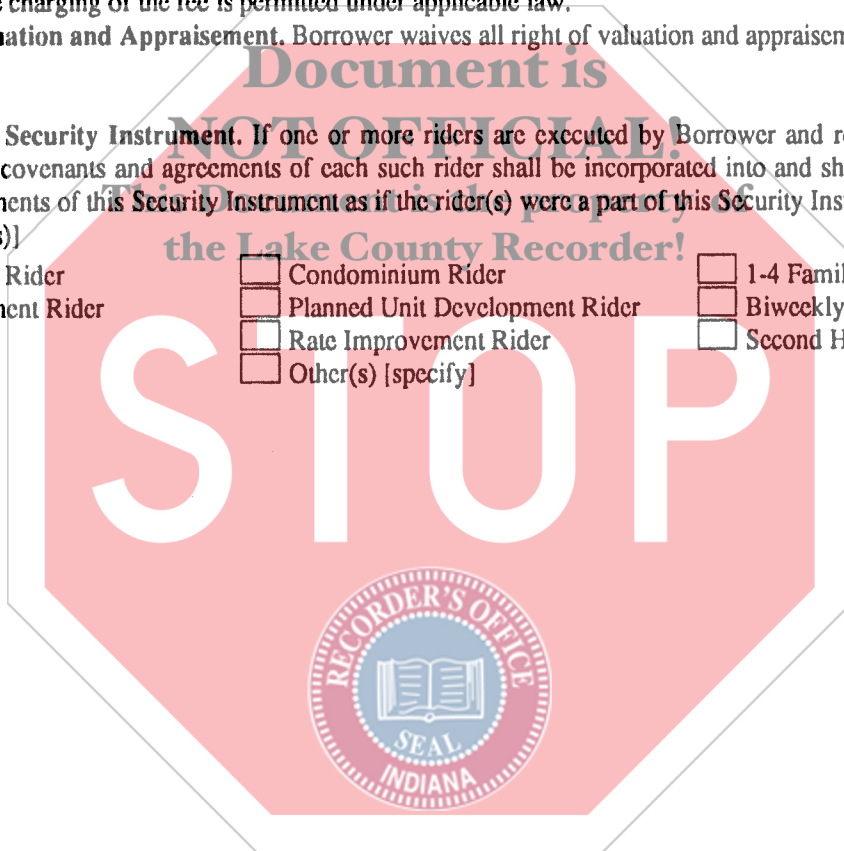 charging of the fee is permitted under applicable law.
ation and Appraisement. Borrower waives all right of valuation and appraisem
Document is
NOT OFFICIAL!
Security Instrument. If one or more riders are executed by Borrower and r
covenants and agreements of each such rider shall be incorporated into and sh
This Document is the property of
ents of this Security Instrument as if the rider(s) were a part of this Security Ins
s)]
the Lake County Recorder!
Rider
Condominium Rider
1-4 Famil
ent Rider
Planned Unit Development Rider
Biweekly
Rate Improvement Rider
Second H
Other(s) [specify]
STOP
RECORDER'S OFFICE
SEAL
INDIANA